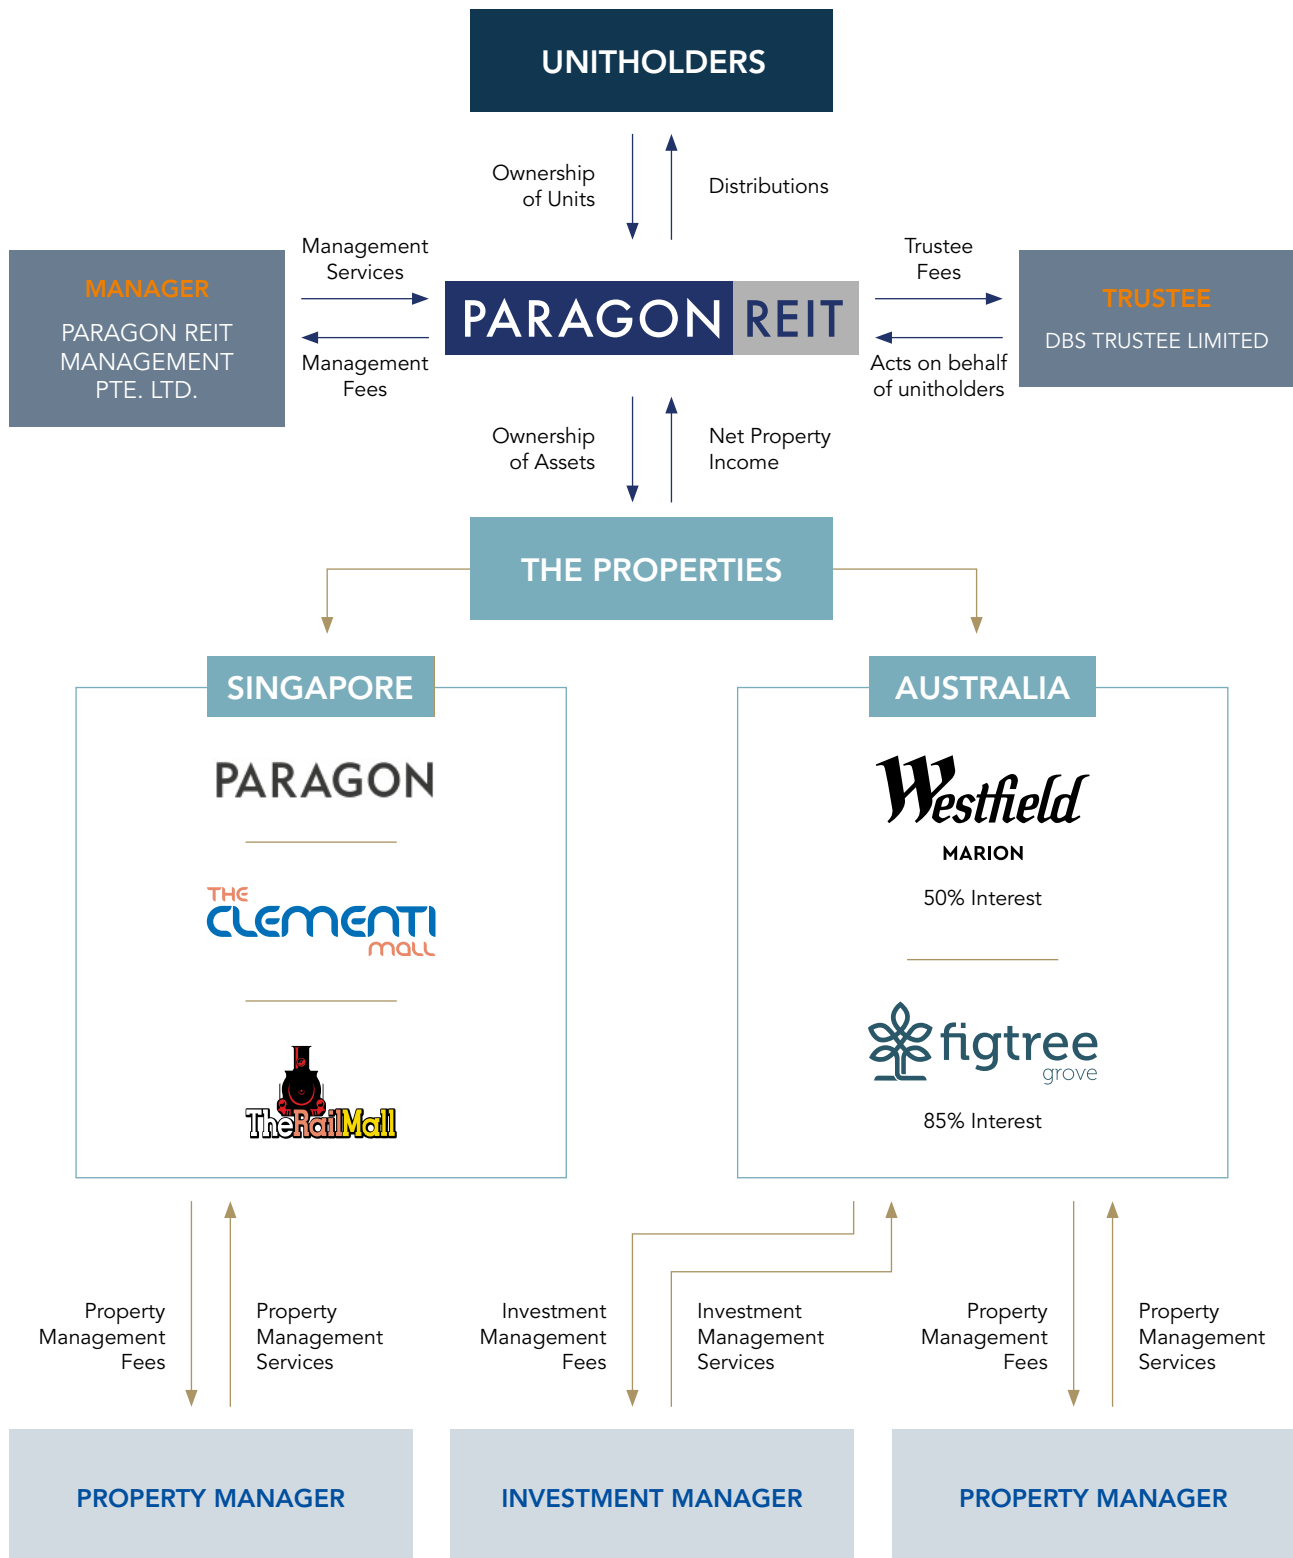 UNITHOLDERS
Ownership
of Units
Distributions
MANAGER
PARAGON REIT
MANAGEMENT
PTE. LTD.
Management
Services
Management
Fees
PARAGON REIT
Trustee
Fees
Acts on behalf
of unitholders
TRUSTEE
DBS TRUSTEE LIMITED
Ownership
of Assets
Net Property
Income
THE PROPERTIES
SINGAPORE
PARAGON
THE
CLEMENTI
mall
TheRailMall
AUSTRALIA
Westfield
MARION
50% Interest
figtree
grove
85% Interest
Property
Management
Fees
Property
Management
Services
Investment
Management
Fees
Investment
Management
Services
Property
Management
Fees
Property
Management
Services
PROPERTY MANAGER
INVESTMENT MANAGER
PROPERTY MANAGER